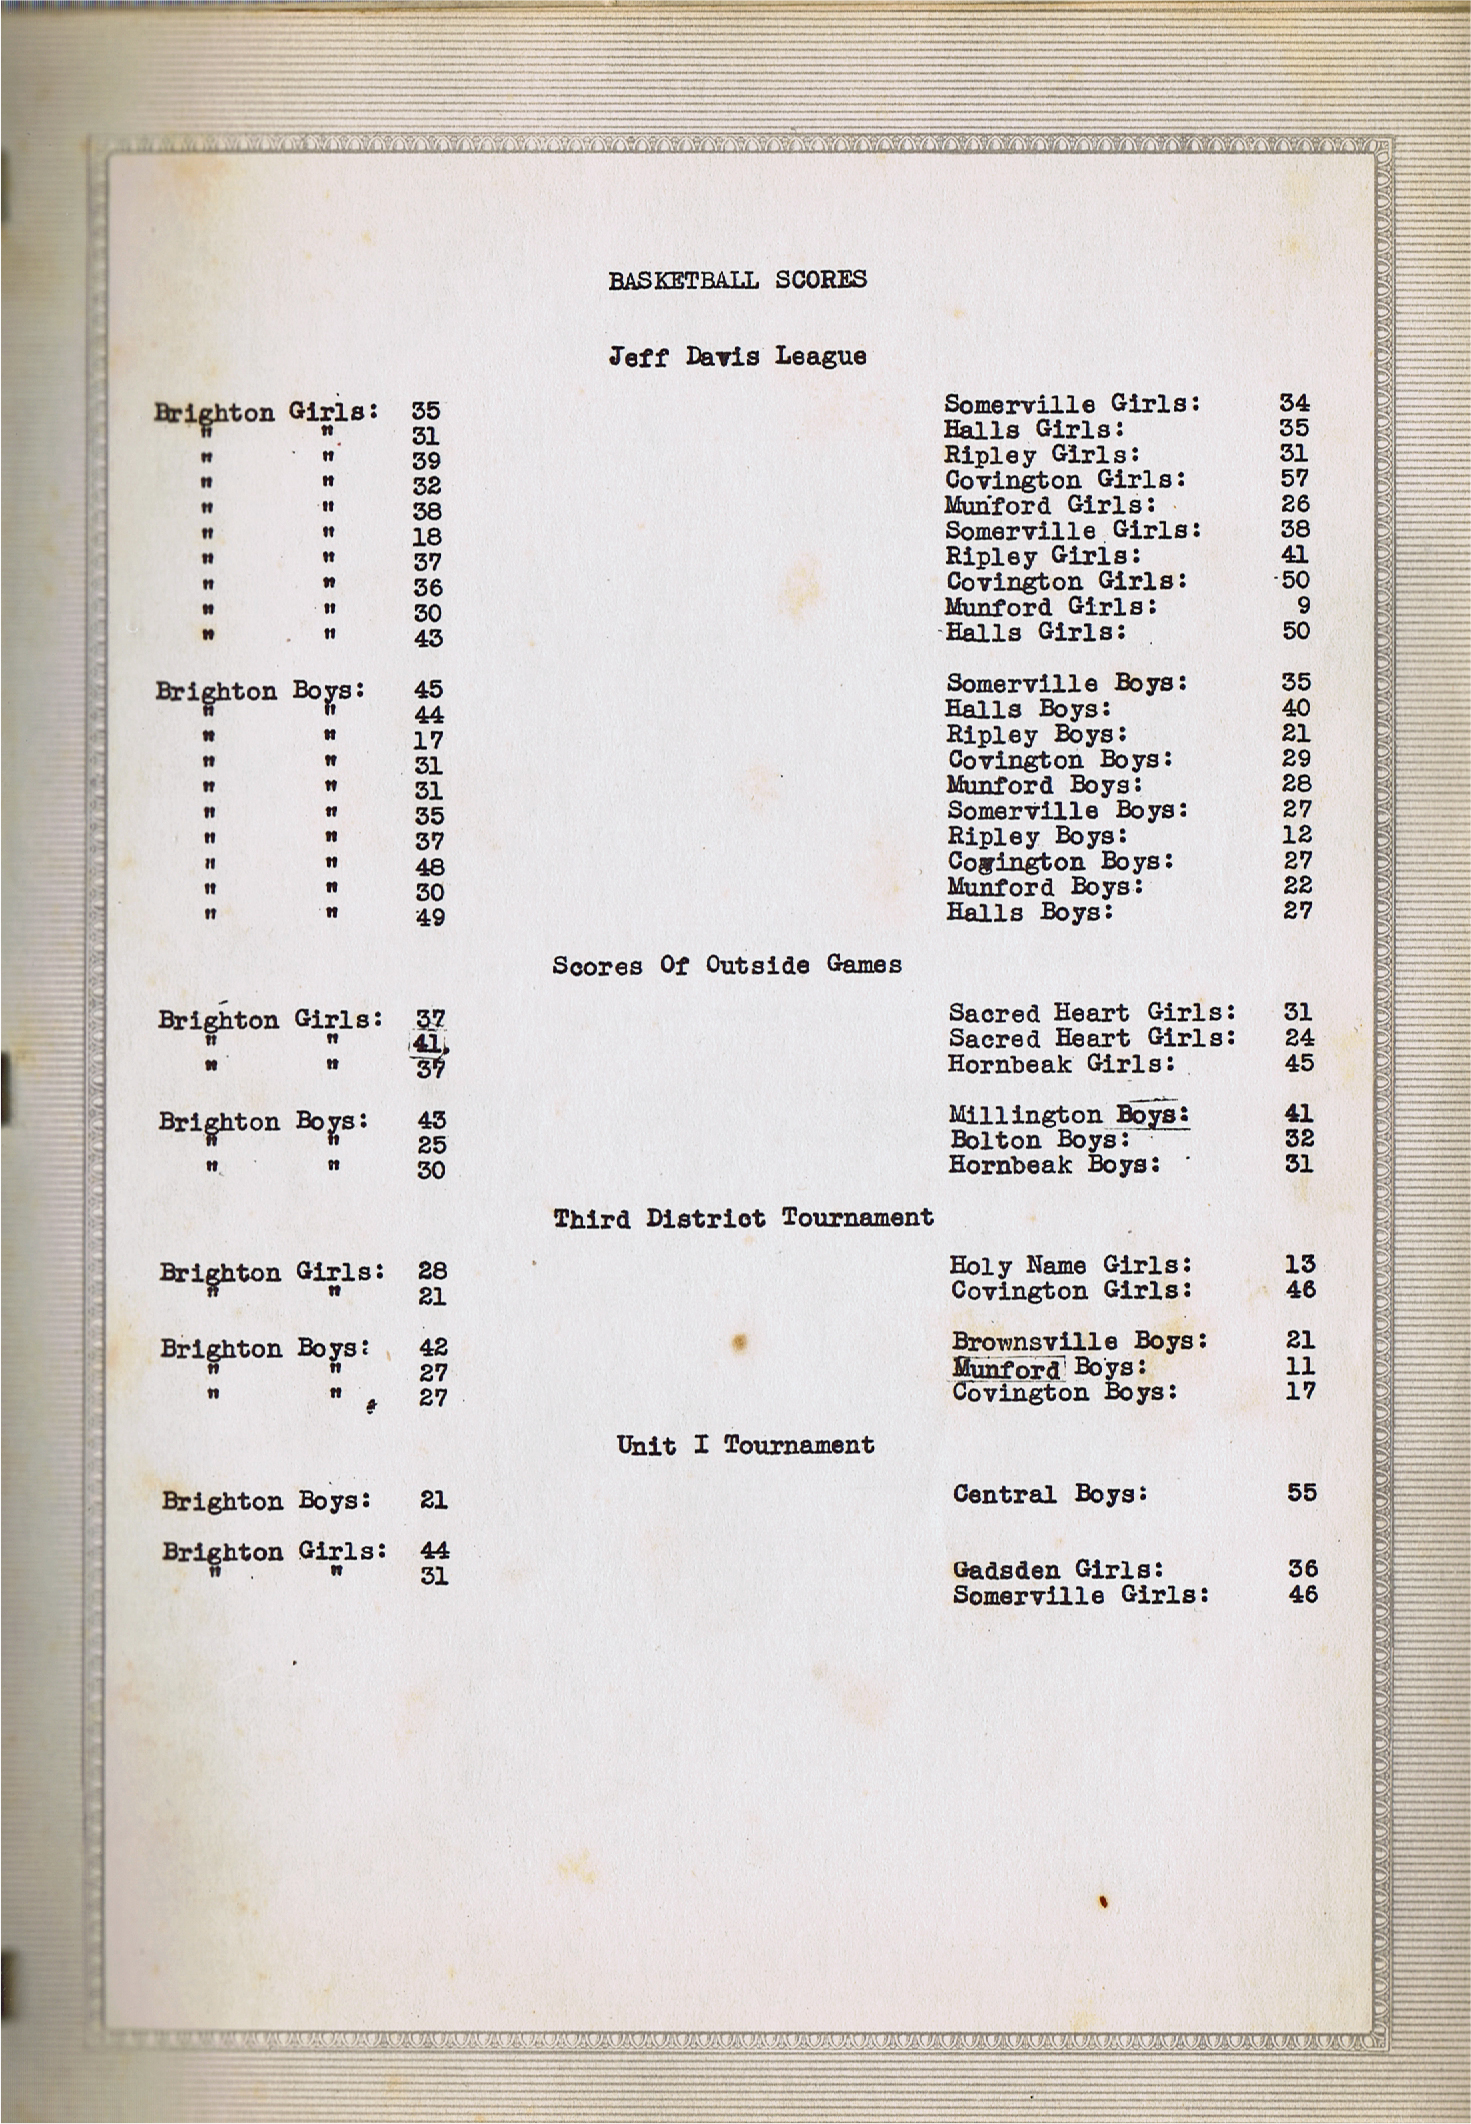 BASKETBALL SCORES
Jeff Davis League
Brighton Girls: 35 Somerville Girls: 34
" " 31 Halls Girls: 35
" " 39 Ripley Girls: 31
" " 32 Covington Girls: 57
" " 38 Munford Girls: 26
" " 18 Somerville Girls: 38
" " 37 Ripley Girls: 41
" " 36 Covington Girls: 50
" " 30 Munford Girls: 9
" " 43 Halls Girls: 50
Brighton Boys: 45 Somerville Boys: 35
" " 44 Halls Boys: 40
" " 17 Ripley Boys: 21
" " 31 Covington Boys: 29
" " 31 Munford Boys: 28
" " 35 Somerville Boys: 27
" " 37 Ripley Boys: 12
" " 48 Cogington Boys: 27
" " 30 Munford Boys: 22
" " 49 Halls Boys: 27
Scores Of Outside Games
Brighton Girls: 37 Sacred Heart Girls: 31
" " 41 Sacred Heart Girls: 24
" " 37 Hornbeak Girls: 45
Brighton Boys: 43 Millington Boys: 41
" " 25 Bolton Boys: 32
" " 30 Hornbeak Boys: 31
Third District Tournament
Brighton Girls: 28 Holy Name Girls: 13
" " 21 Covington Girls: 46
Brighton Boys: 42 Brownsville Boys: 21
" " 27 Munford Boys: 11
" " 27 Covington Boys: 17
Unit I Tournament
Brighton Boys: 21 Central Boys: 55
Brighton Girls: 44 Gadsden Girls: 36
" " 31 Somerville Girls: 46